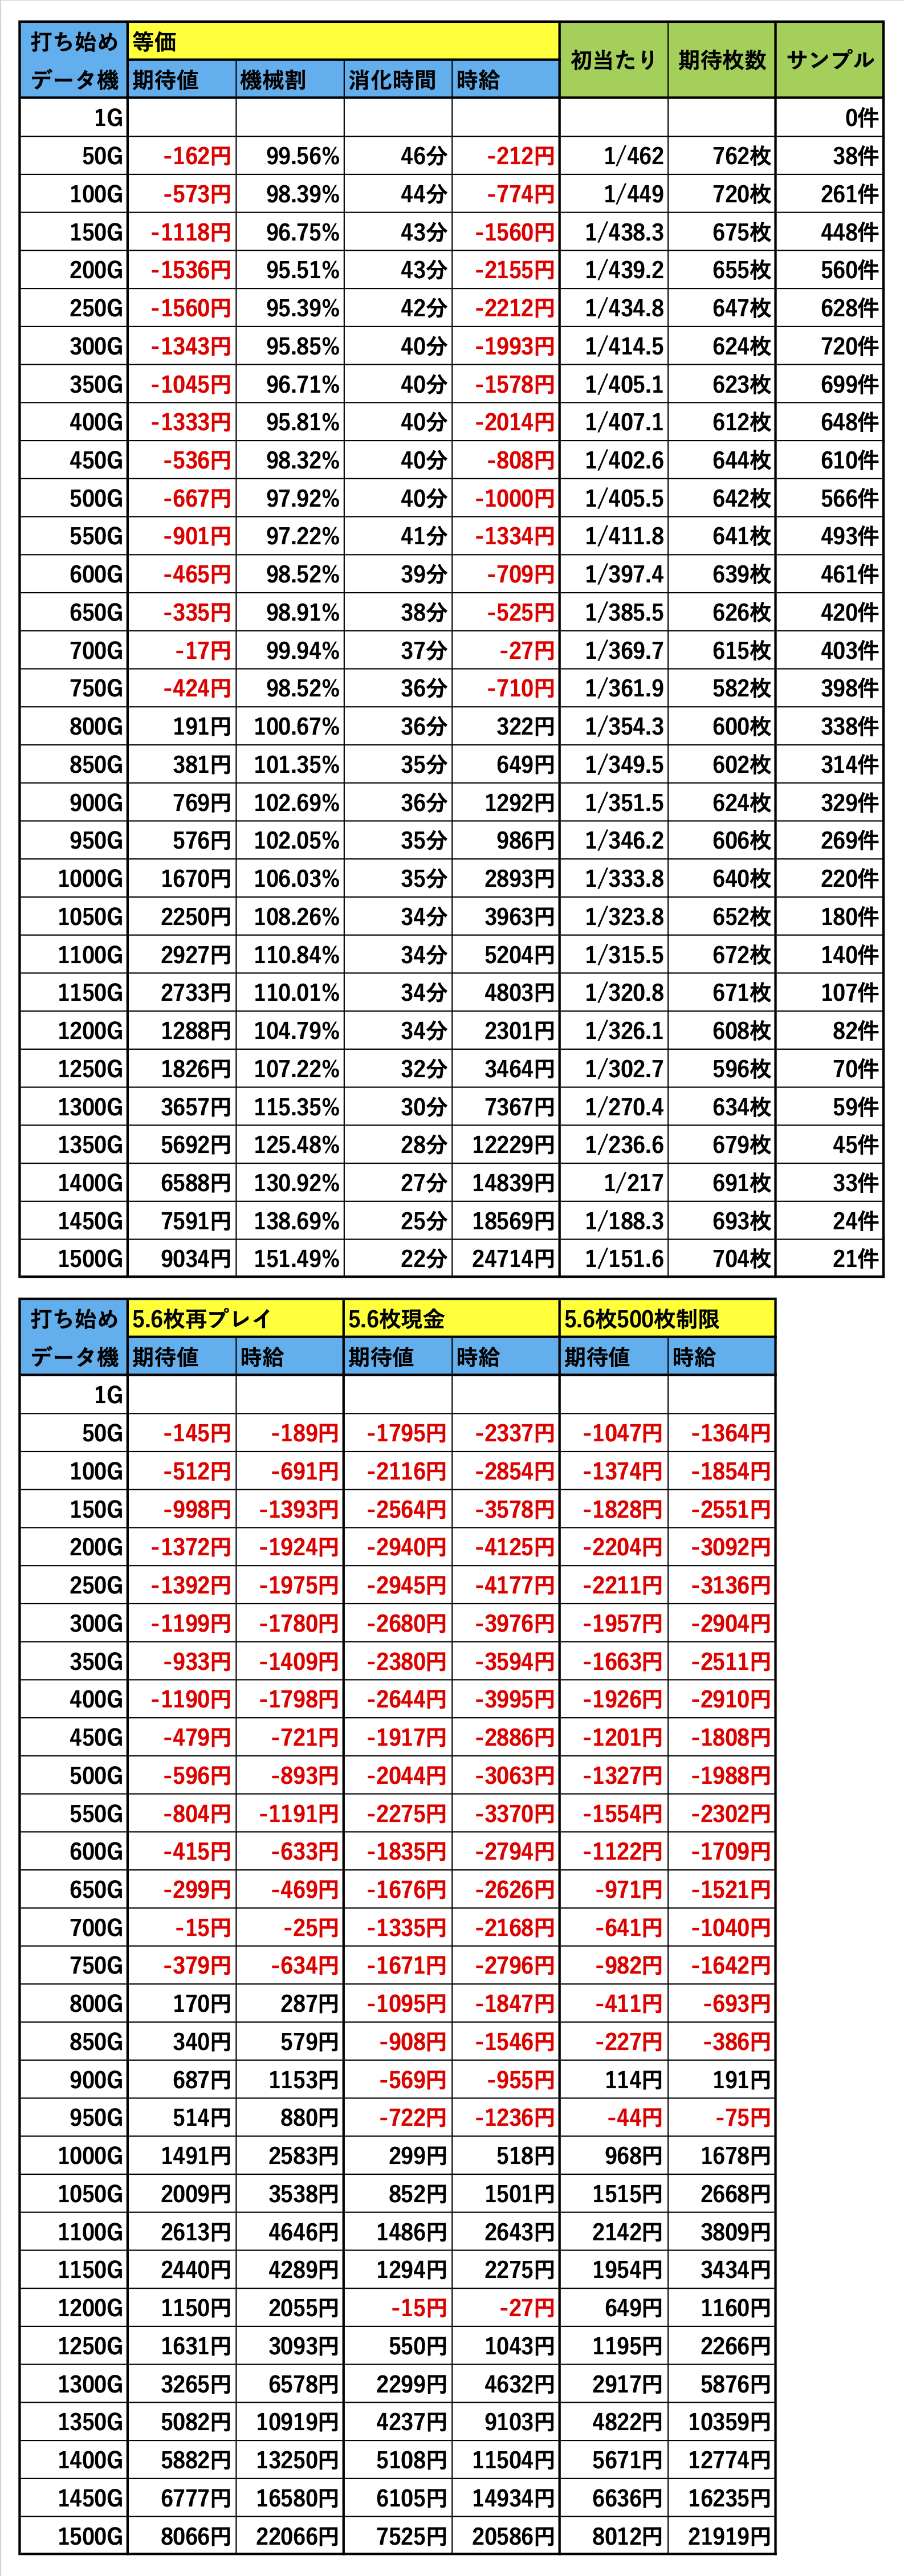 打ち始め 等価 初当たり 期待枚数 サンプル
データ機 期待値 機械割 消化時間 時給
1G 0件
50G -162円 99.56% 46分 -212円 1/462 762枚 38件
100G -573円 98.39% 44分 -774円 1/449 720枚 261件
150G -1118円 96.75% 43分 -1560円 1/438.3 675枚 448件
200G -1536円 95.51% 43分 -2155円 1/439.2 655枚 560件
250G -1560円 95.39% 42分 -2212円 1/434.8 647枚 628件
300G -1343円 95.85% 40分 -1993円 1/414.5 624枚 720件
350G -1045円 96.71% 40分 -1578円 1/405.1 623枚 699件
400G -1333円 95.81% 40分 -2014円 1/407.1 612枚 648件
450G -536円 98.32% 40分 -808円 1/402.6 644枚 610件
500G -667円 97.92% 40分 -1000円 1/405.5 642枚 566件
550G -901円 97.22% 41分 -1334円 1/411.8 641枚 493件
600G -465円 98.52% 39分 -709円 1/397.4 639枚 461件
650G -335円 98.91% 38分 -525円 1/385.5 626枚 420件
700G -17円 99.94% 37分 -27円 1/369.7 615枚 403件
750G -424円 98.52% 36分 -710円 1/361.9 582枚 398件
800G 191円 100.67% 36分 322円 1/354.3 600枚 338件
850G 381円 101.35% 35分 649円 1/349.5 602枚 314件
900G 769円 102.69% 36分 1292円 1/351.5 624枚 329件
950G 576円 102.05% 35分 986円 1/346.2 606枚 269件
1000G 1670円 106.03% 35分 2893円 1/333.8 640枚 220件
1050G 2250円 108.26% 34分 3963円 1/323.8 652枚 180件
1100G 2927円 110.84% 34分 5204円 1/315.5 672枚 140件
1150G 2733円 110.01% 34分 4803円 1/320.8 671枚 107件
1200G 1288円 104.79% 34分 2301円 1/326.1 608枚 82件
1250G 1826円 107.22% 32分 3464円 1/302.7 596枚 70件
1300G 3657円 115.35% 30分 7367円 1/270.4 634枚 59件
1350G 5692円 125.48% 28分 12229円 1/236.6 679枚 45件
1400G 6588円 130.92% 27分 14839円 1/217 691枚 33件
1450G 7591円 138.69% 25分 18569円 1/188.3 693枚 24件
1500G 9034円 151.49% 22分 24714円 1/151.6 704枚 21件
打ち始め 5.6枚再プレイ 5.6枚現金 5.6枚500枚制限
データ機 期待値 時給 期待値 時給 期待値 時給
1G
50G -145円 -189円 -1795円 -2337円 -1047円 -1364円
100G -512円 -691円 -2116円 -2854円 -1374円 -1854円
150G -998円 -1393円 -2564円 -3578円 -1828円 -2551円
200G -1372円 -1924円 -2940円 -4125円 -2204円 -3092円
250G -1392円 -1975円 -2945円 -4177円 -2211円 -3136円
300G -1199円 -1780円 -2680円 -3976円 -1957円 -2904円
350G -933円 -1409円 -2380円 -3594円 -1663円 -2511円
400G -1190円 -1798円 -2644円 -3995円 -1926円 -2910円
450G -479円 -721円 -1917円 -2886円 -1201円 -1808円
500G -596円 -893円 -2044円 -3063円 -1327円 -1988円
550G -804円 -1191円 -2275円 -3370円 -1554円 -2302円
600G -415円 -633円 -1835円 -2794円 -1122円 -1709円
650G -299円 -469円 -1676円 -2626円 -971円 -1521円
700G -15円 -25円 -1335円 -2168円 -641円 -1040円
750G -379円 -634円 -1671円 -2796円 -982円 -1642円
800G 170円 287円 -1095円 -1847円 -411円 -693円
850G 340円 579円 -908円 -1546円 -227円 -386円
900G 687円 1153円 -569円 -955円 114円 191円
950G 514円 880円 -722円 -1236円 -44円 -75円
1000G 1491円 2583円 299円 518円 968円 1678円
1050G 2009円 3538円 852円 1501円 1515円 2668円
1100G 2613円 4646円 1486円 2643円 2142円 3809円
1150G 2440円 4289円 1294円 2275円 1954円 3434円
1200G 1150円 2055円 -15円 -27円 649円 1160円
1250G 1631円 3093円 550円 1043円 1195円 2266円
1300G 3265円 6578円 2299円 4632円 2917円 5876円
1350G 5082円 10919円 4237円 9103円 4822円 10359円
1400G 5882円 13250円 5108円 11504円 5671円 12774円
1450G 6777円 16580円 6105円 14934円 6636円 16235円
1500G 8066円 22066円 7525円 20586円 8012円 21919円